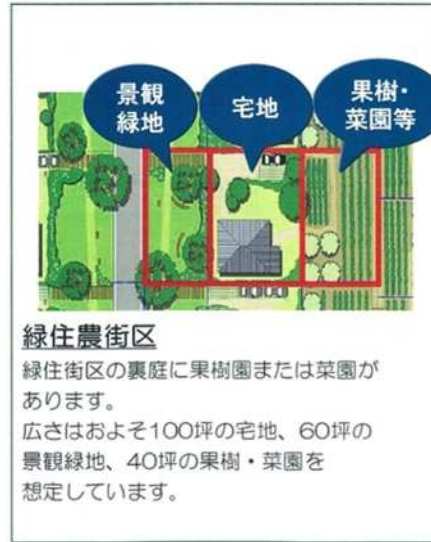 景観
緑地
宅地
果樹・
菜園等
緑住農街区
緑住街区の裏庭に果樹園または菜園が
あります。
広さはおよそ100坪の宅地、60坪の
景観緑地、40坪の果樹・菜園を
想定しています。